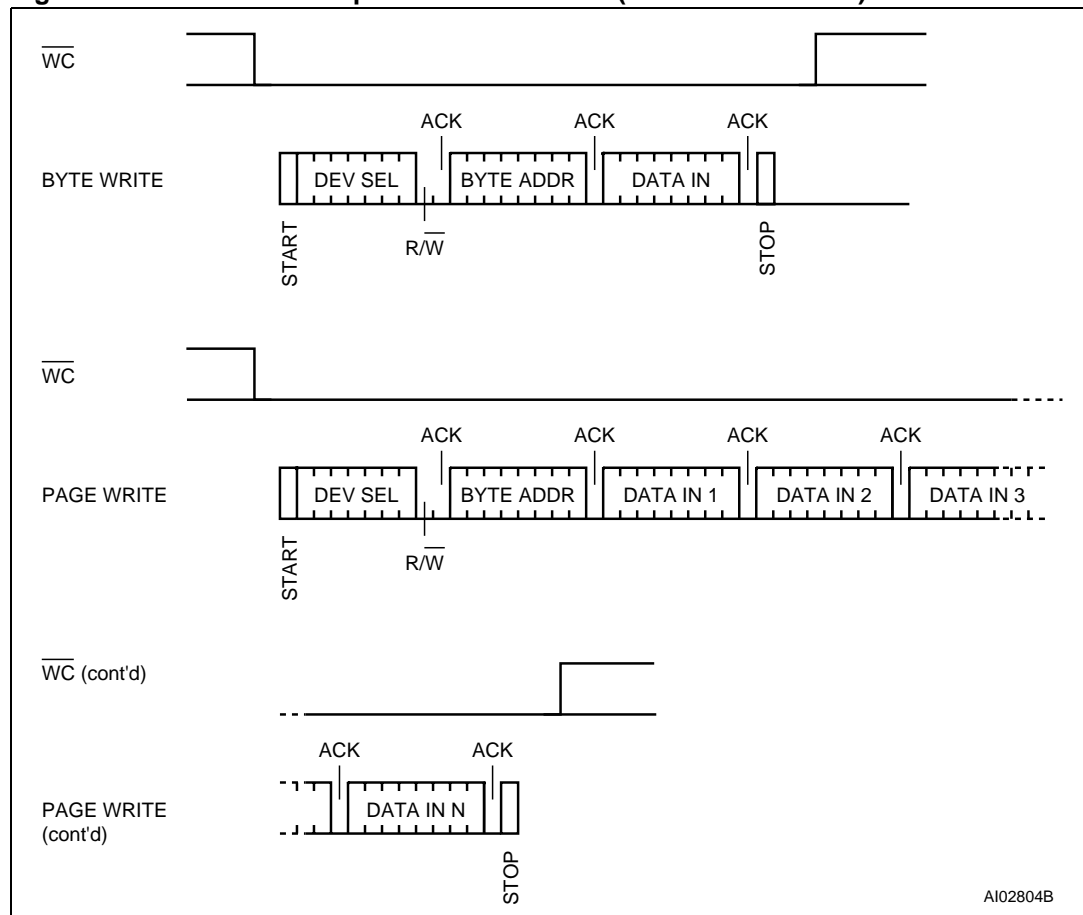 WC
ACK ACK ACK
BYTE WRITE DEV SEL BYTE ADDR DATA IN
R/W
START STOP
WC
ACK ACK ACK ACK
PAGE WRITE DEV SEL BYTE ADDR DATA IN 1 DATA IN 2 DATA IN 3
R/W
START
WC (cont'd)
ACK ACK
PAGE WRITE DATA IN N
(cont'd)
STOP
AI02804B